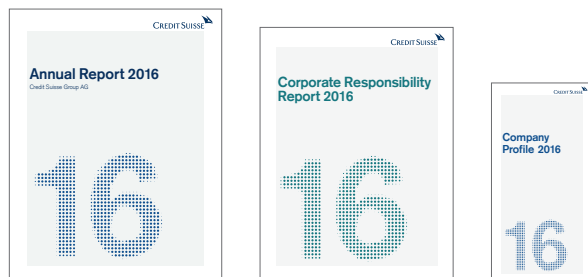 CREDIT SUISSE
Annual Report 2016
Credit Suisse Group AG
16
CREDIT SUISSE
Corporate Responsibility
Report 2016
16
CREDIT SUISSE
Company
Profile 2016
16